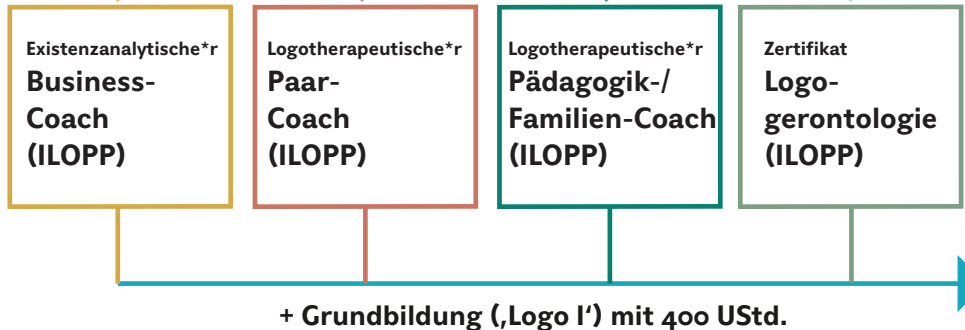 Existenzanalytische*r
Business-
Coach
(ILOPP)
Logotherapeutische*r
Paar-
Coach
(ILOPP)
Logotherapeutische*r
Pädagogik-/
Familien-Coach
(ILOPP)
Zertifikat
Logo-
gerontologie
(ILOPP)
+ Grundbildung (‚Logo I‘) mit 400 UStd.